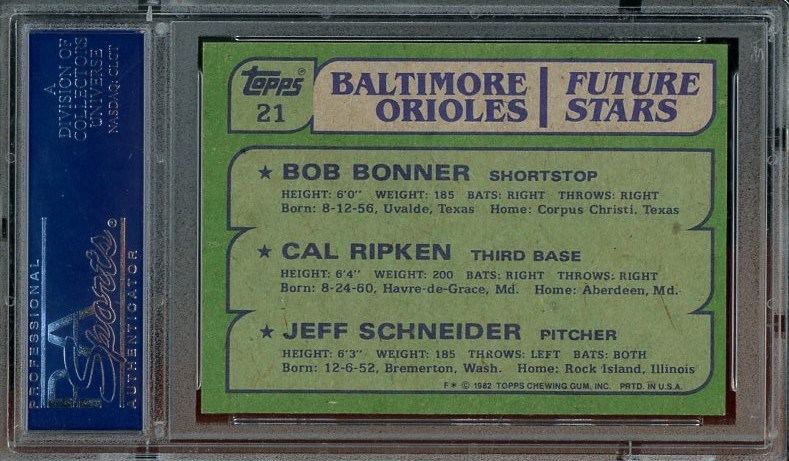 A
DIVISION OF
COLLECTORS
UNIVERSE
NASDAQ: CLCT
PROFESSIONAL
PSA
Sports®
AUTHENTICATOR
Topps®
21
BALTIMORE ORIOLES
FUTURE STARS
★ BOB BONNER SHORTSTOP
HEIGHT: 6'0" WEIGHT: 185 BATS: RIGHT THROWS: RIGHT
Born: 8-12-56, Uvalde, Texas Home: Corpus Christi, Texas
★ CAL RIPKEN THIRD BASE
HEIGHT: 6'4" WEIGHT: 200 BATS: RIGHT THROWS: RIGHT
Born: 8-24-60, Havre-de-Grace, Md. Home: Aberdeen, Md.
★ JEFF SCHNEIDER PITCHER
HEIGHT: 6'3" WEIGHT: 185 THROWS: LEFT BATS: BOTH
Born: 12-6-52, Bremerton, Wash. Home: Rock Island, Illinois
F* © 1982 TOPPS CHEWING GUM, INC. PRTD. IN U.S.A.